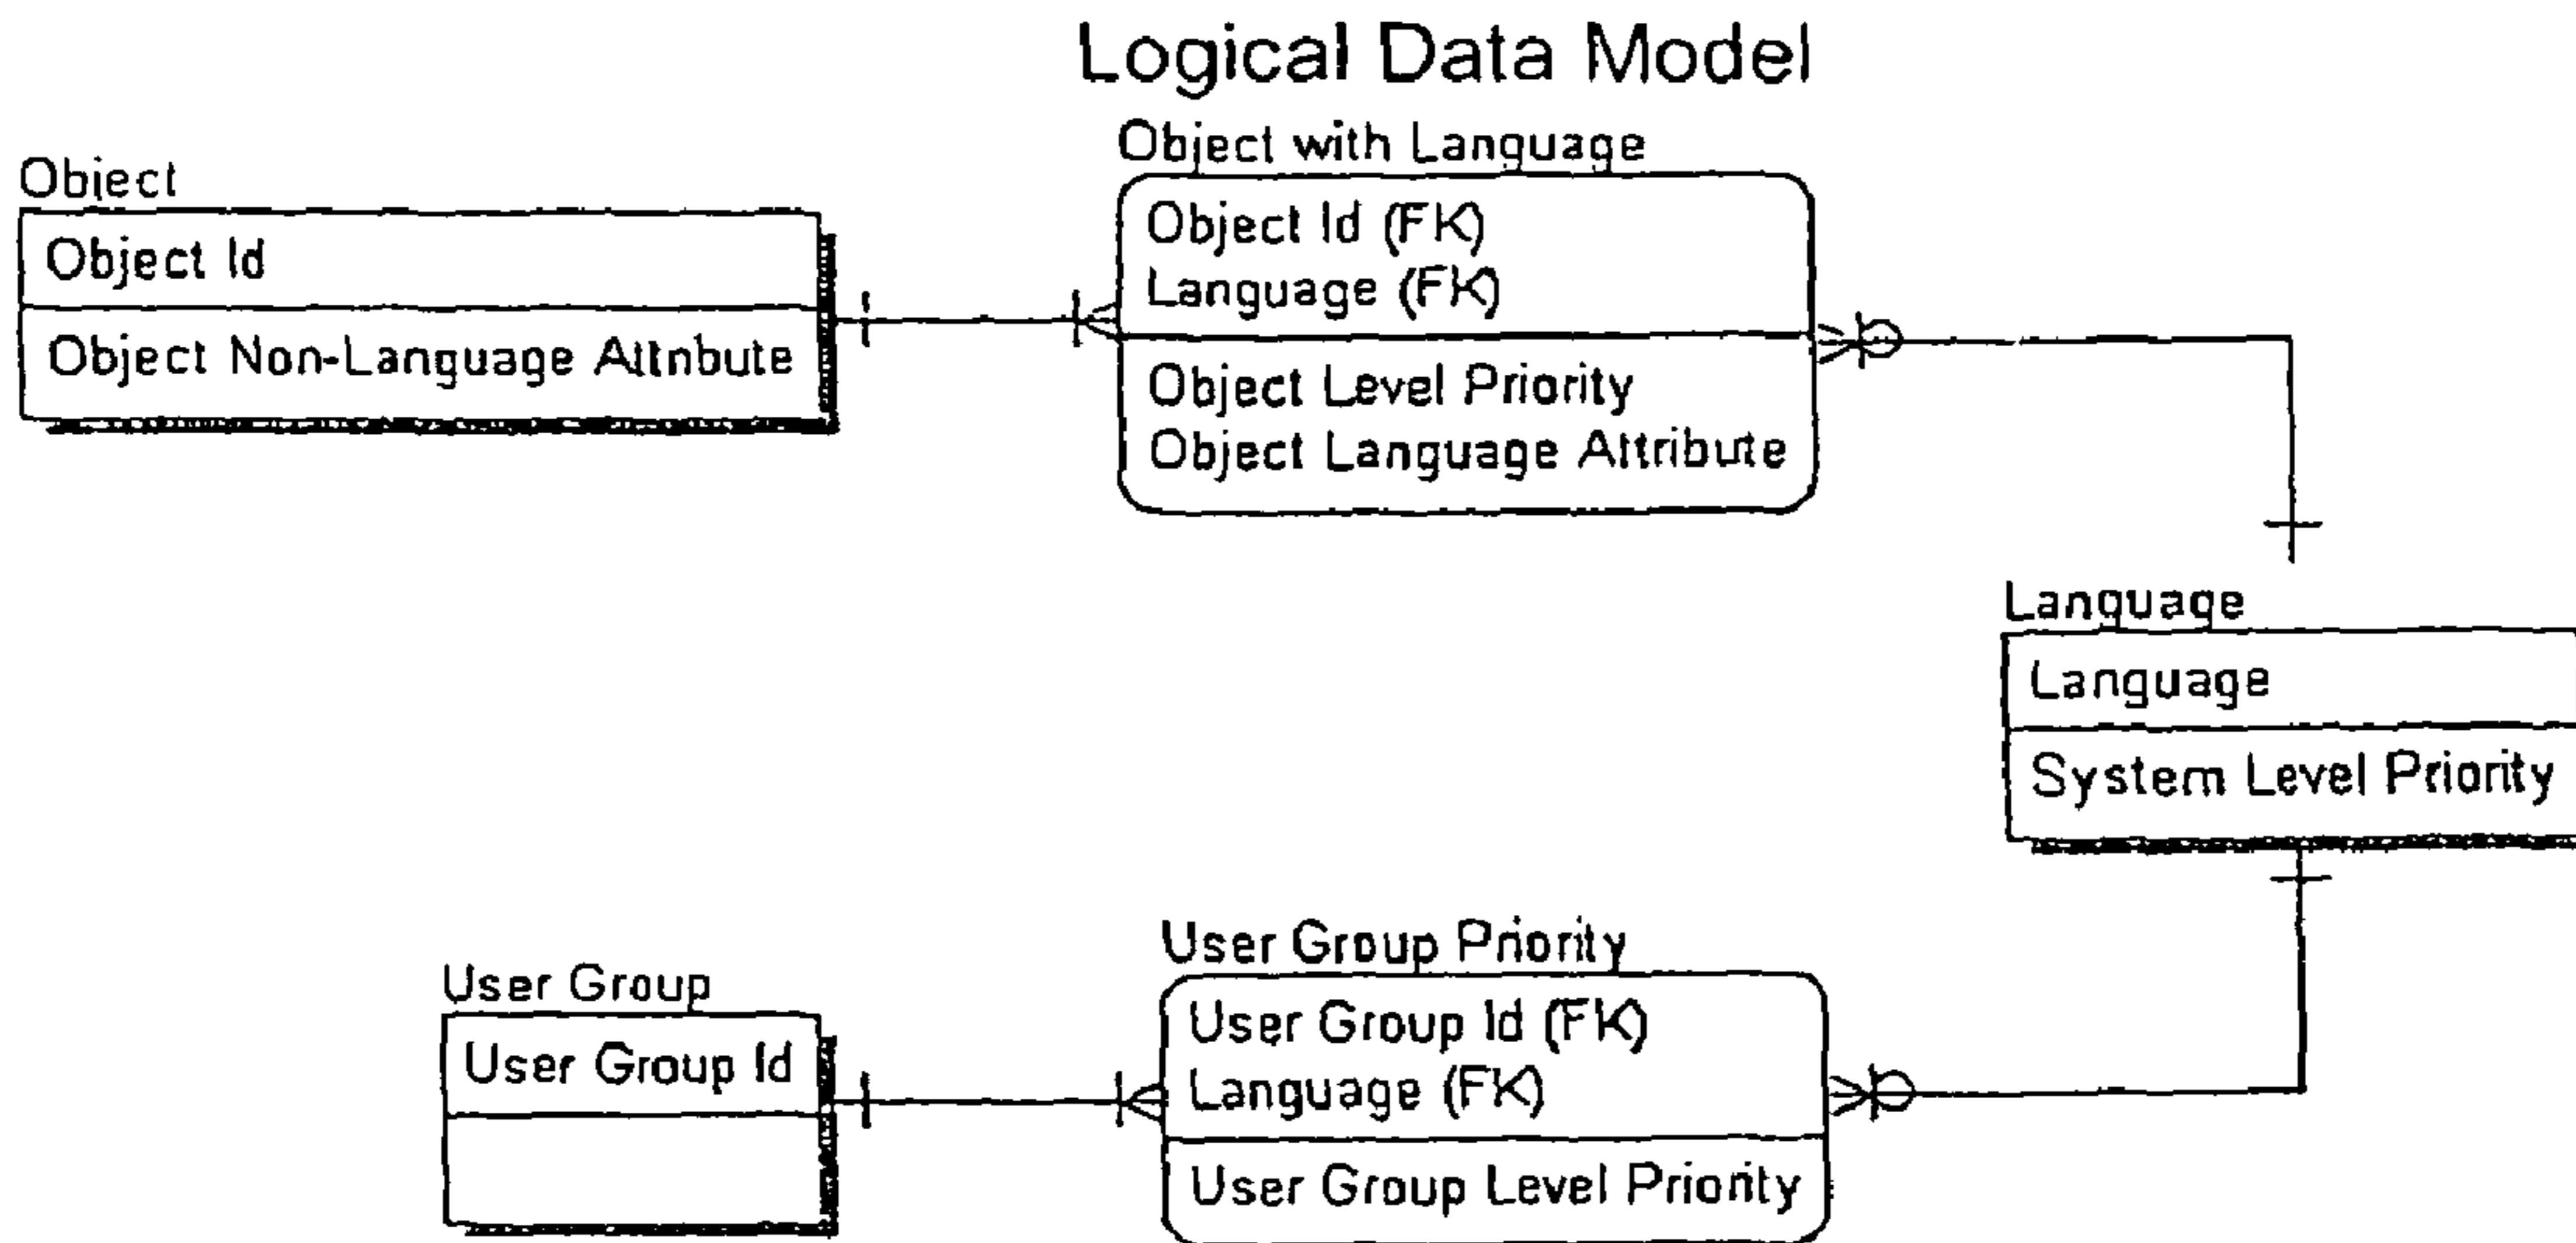 Logical Data Model
Object
Object Id
Object Non-Language Attribute
Object with Language
Object Id (FK)
Language (FK)
Object Level Priority
Object Language Attribute
Language
Language
System Level Priority
User Group
User Group Id
User Group Priority
User Group Id (FK)
Language (FK)
User Group Level Priority